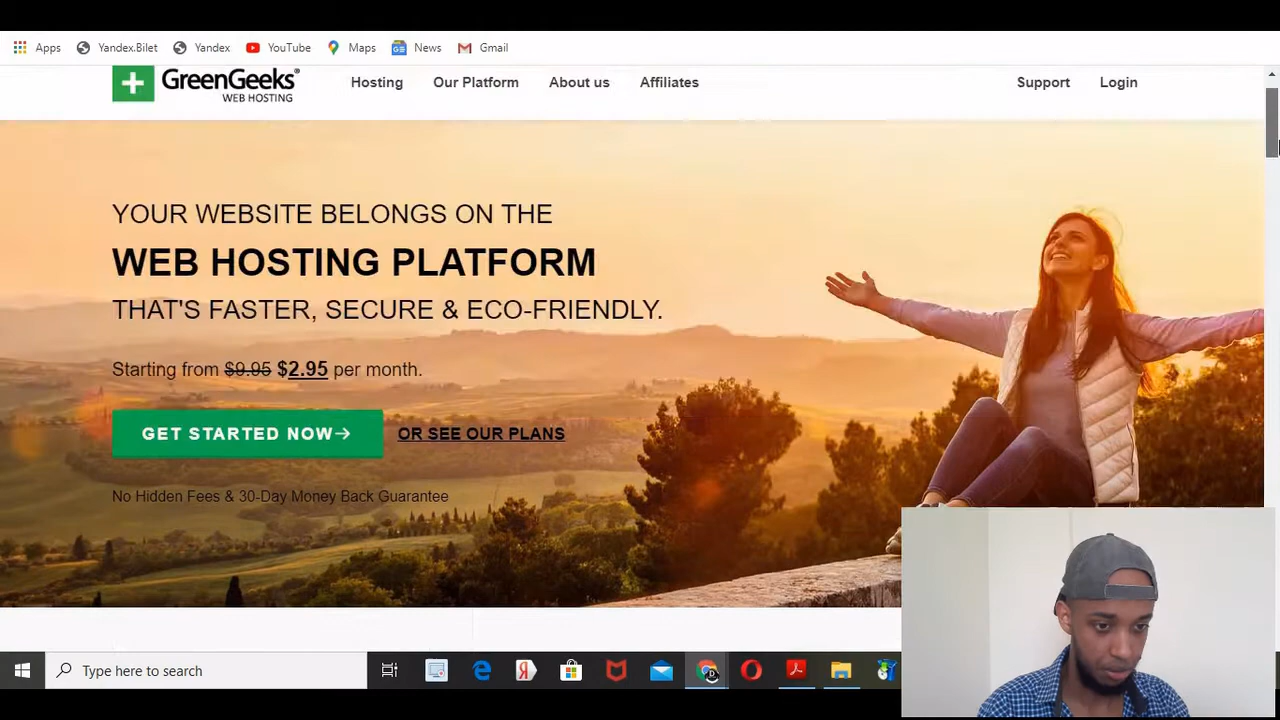 Apps
Yandex.Bilet
Yandex
YouTube
Maps
News
Gmail
GreenGeeks®
WEB HOSTING
Hosting
Our Platform
About us
Affiliates
Support
Login
YOUR WEBSITE BELONGS ON THE
WEB HOSTING PLATFORM
THAT'S FASTER, SECURE & ECO-FRIENDLY.
Starting from $9.95 $2.95 per month.
GET STARTED NOW→
OR SEE OUR PLANS
No Hidden Fees & 30-Day Money Back Guarantee
Type here to search